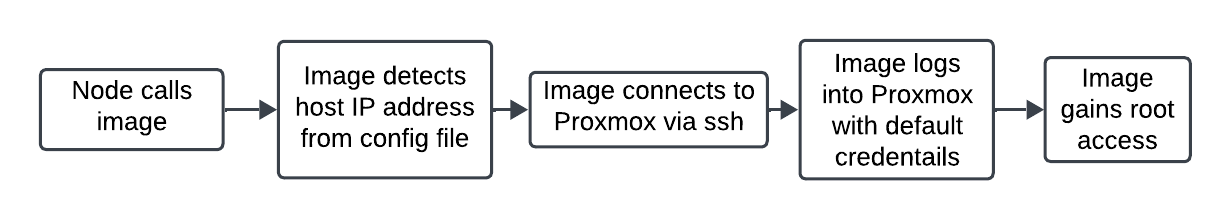 Node calls
image
Image detects
host IP address
from config file
Image connects to
Proxmox via ssh
Image logs
into Proxmox
with default
credentails
Image
gains root
access